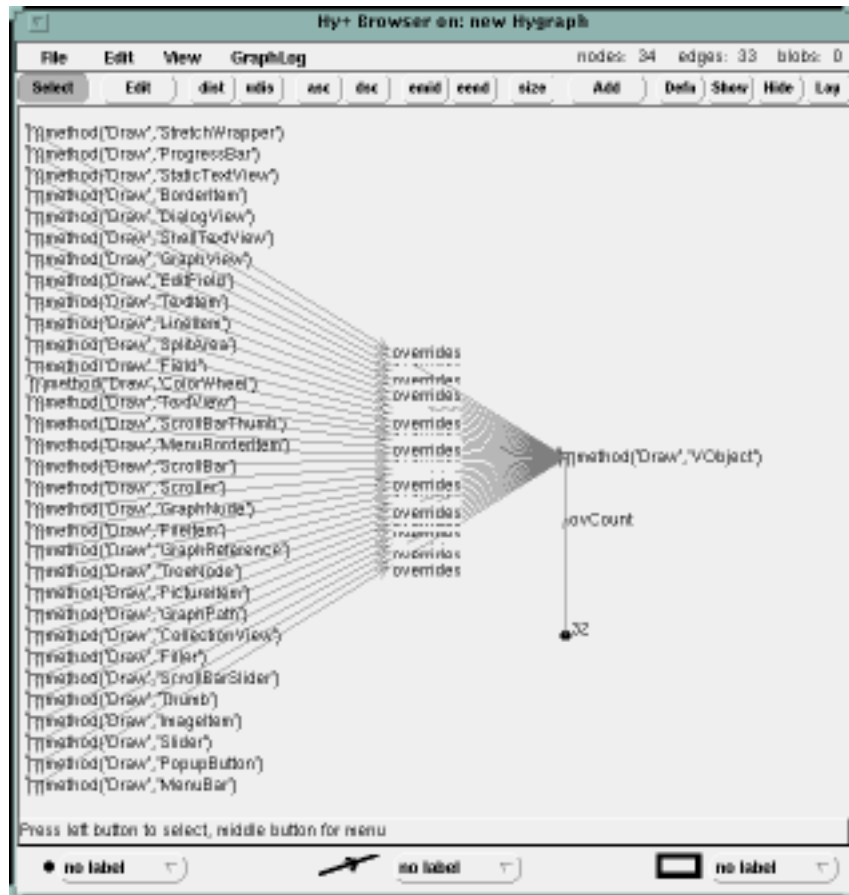 Hy+ Browser on: new Hygraph
File Edit View GraphLog nodes: 34 edges: 33 blobs: 0
Select Edit dist udis asc dsc emid eend size Add Defn Show Hide Lay
method('Draw','StretchWrapper')
method('Draw','ProgressBar')
method('Draw','StaticTextView')
method('Draw','BorderItem')
method('Draw','DialogView')
method('Draw','ShellTextView')
method('Draw','GraphView')
method('Draw','EditField')
method('Draw','TextItem')
method('Draw','LineItem')
method('Draw','SplitArea')
method('Draw','Field')
method('Draw','ColorWheel')
method('Draw','TextView')
method('Draw','ScrollBarThumb')
method('Draw','MenuBorderItem')
method('Draw','ScrollBar')
method('Draw','Scroller')
method('Draw','GraphNode')
method('Draw','FileItem')
method('Draw','GraphReference')
method('Draw','TreeNode')
method('Draw','PictureItem')
method('Draw','GraphPath')
method('Draw','CollectionView')
method('Draw','Filler')
method('Draw','ScrollBarSlider')
method('Draw','Thumb')
method('Draw','ImageItem')
method('Draw','Slider')
method('Draw','PopupButton')
method('Draw','MenuBar')
overrides
overrides
overrides
overrides
overrides
overrides
overrides
overrides
overrides
method('Draw','VObject')
ovCount
32
Press left button to select, middle button for menu
no label no label no label